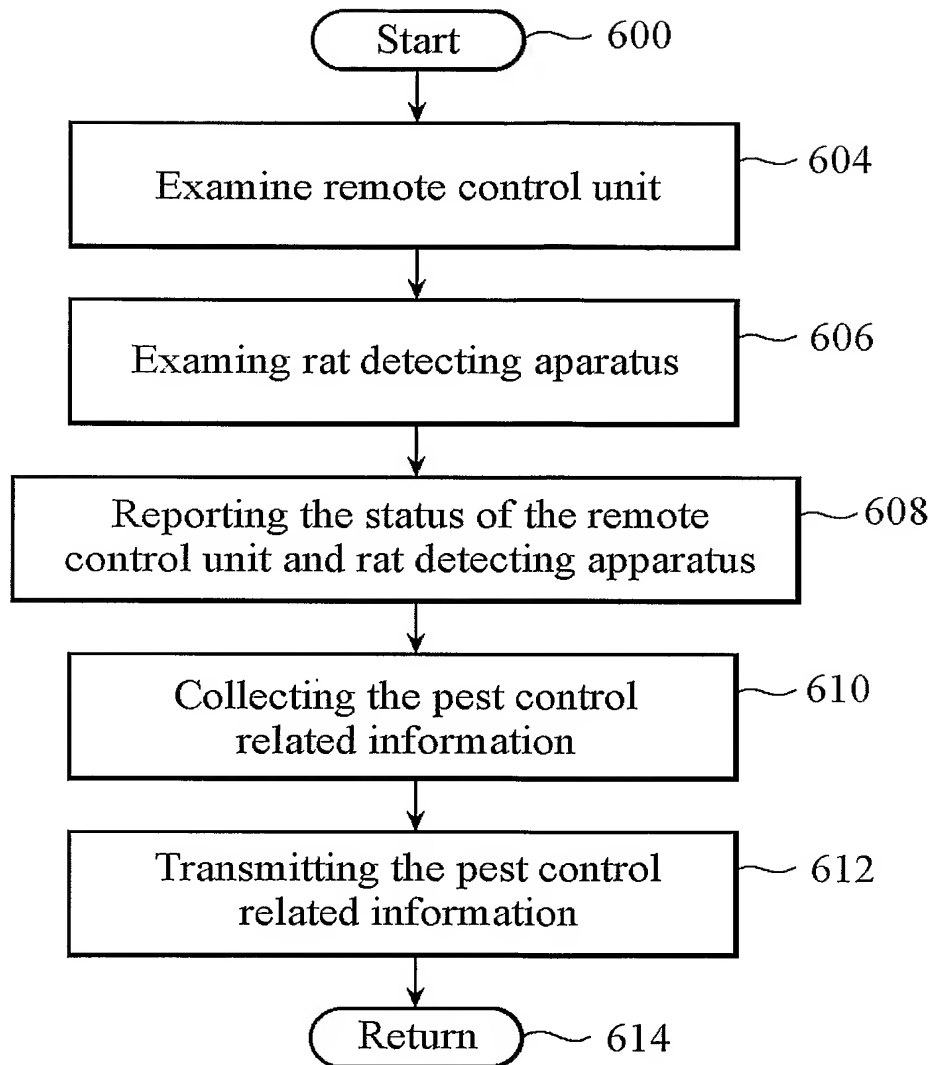 Start
600
Examine remote control unit
604
Examining rat detecting aparatus
606
Reporting the status of the remote
control unit and rat detecting apparatus
608
Collecting the pest control
related information
610
Transmitting the pest control
related information
612
Return
614